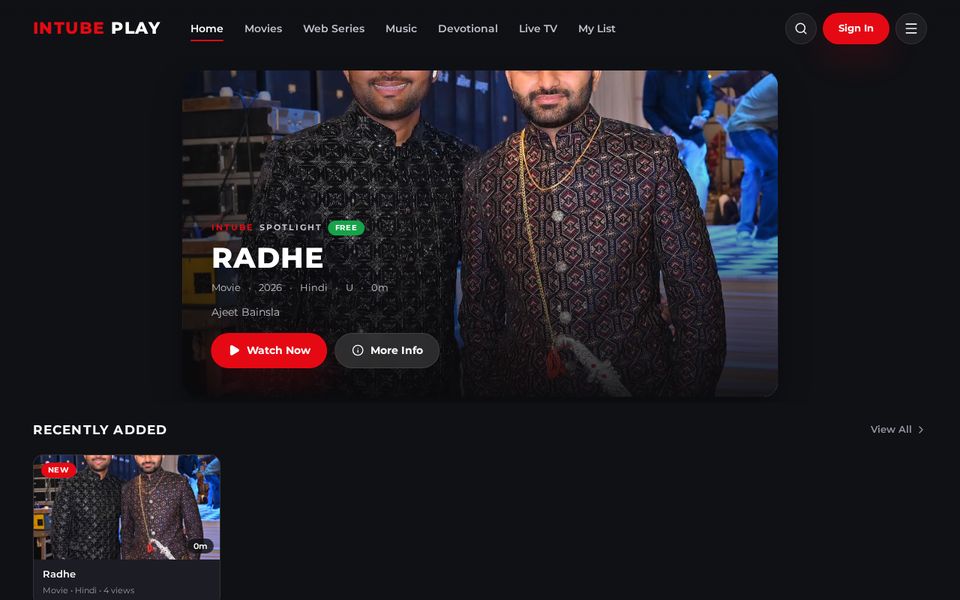 INTUBE PLAY
Home Movies Web Series Music Devotional Live TV My List
Sign In
INTUBE SPOTLIGHT FREE
RADHE
Movie · 2026 · Hindi · U · 0m
Ajeet Bainsla
Watch Now
More Info
RECENTLY ADDED
View All
NEW
0m
Radhe
Movie • Hindi • 4 views